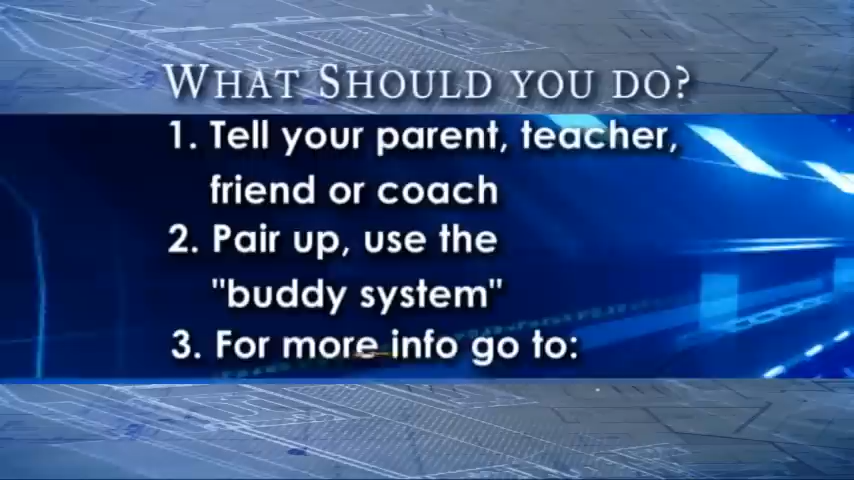 WHAT SHOULD YOU DO?
1. Tell your parent, teacher,
friend or coach
2. Pair up, use the
"buddy system"
3. For more info go to: